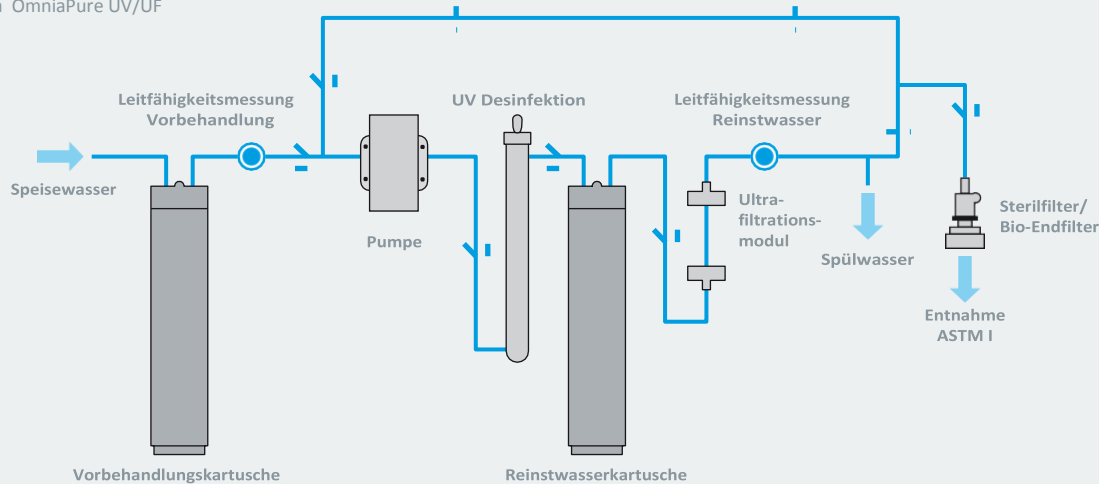 OmniaPure UV/UF
Leitfähigkeitsmessung
Vorbehandlung
UV Desinfektion
Leitfähigkeitsmessung
Reinstwasser
Speisewasser
Pumpe
Ultra-
filtrations-
modul
Sterilfilter/
Bio-Endfilter
Spülwasser
Entnahme
ASTM I
Vorbehandlungskartusche
Reinstwasserkartusche